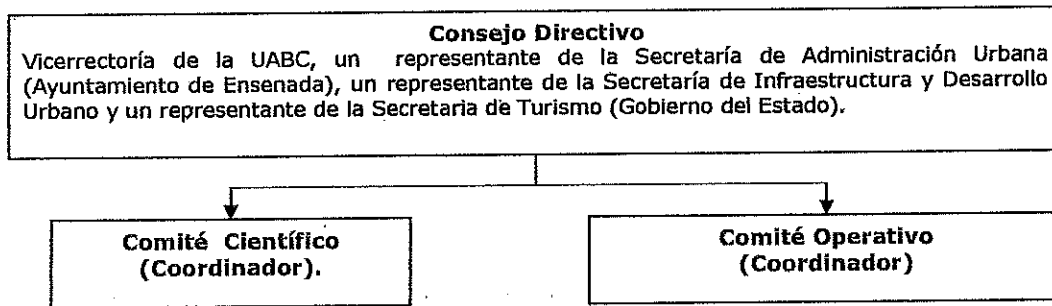 Consejo Directivo
Vicerrectoría de la UABC, un representante de la Secretaría de Administración Urbana
(Ayuntamiento de Ensenada), un representante de la Secretaría de Infraestructura y Desarrollo
Urbano y un representante de la Secretaria de Turismo (Gobierno del Estado).
Comité Científico
(Coordinador).
Comité Operativo
(Coordinador)